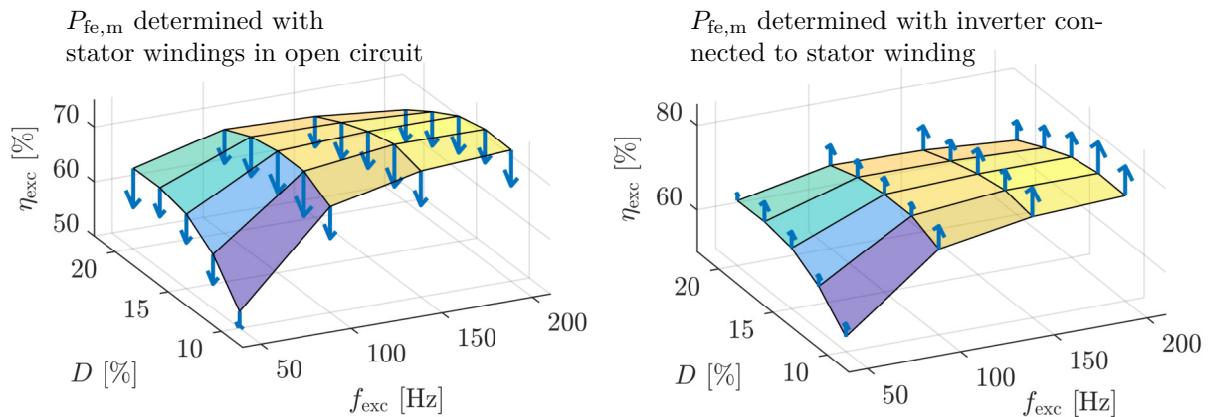 P_fe,m determined with
stator windings in open circuit
70
60
50
η_exc [%]
20
15
10
D [%]
50
100
150
200
f_exc [Hz]
P_fe,m determined with inverter con-
nected to stator winding
80
60
η_exc [%]
20
15
10
D [%]
50
100
150
200
f_exc [Hz]